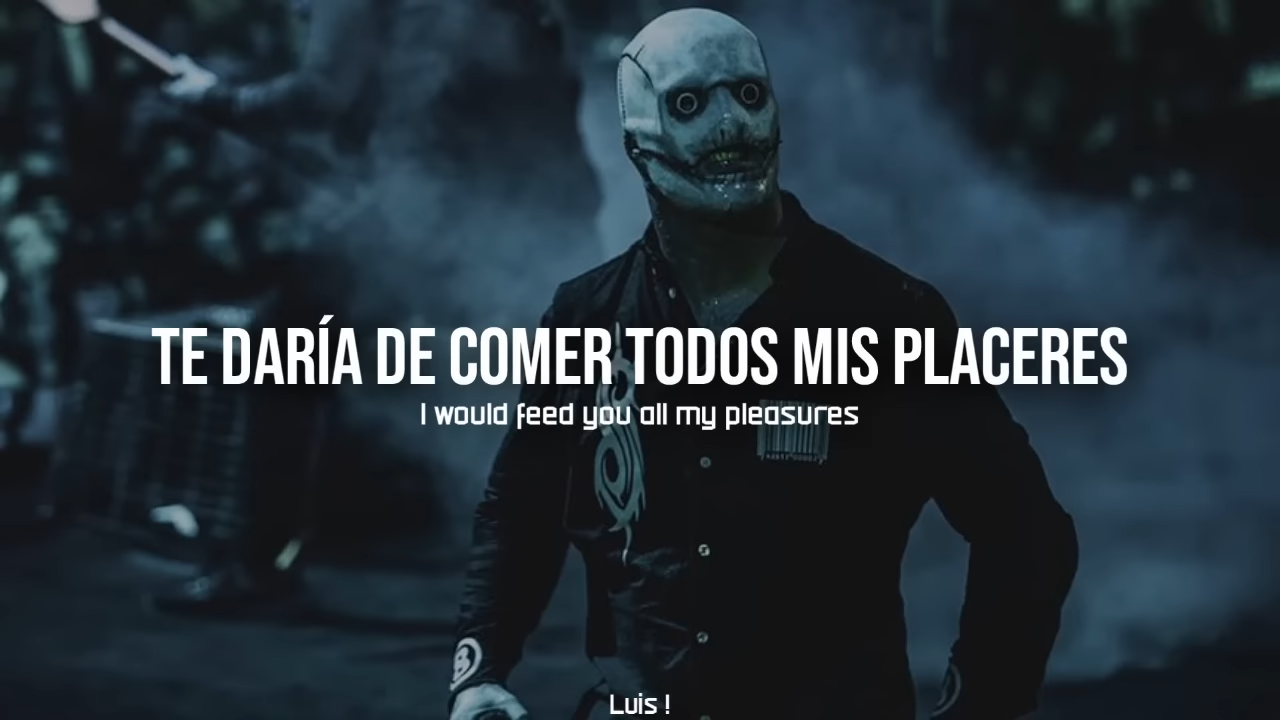 TE DARÍA DE COMER TODOS MIS PLACERES
I would feed you all my pleasures
Luis !